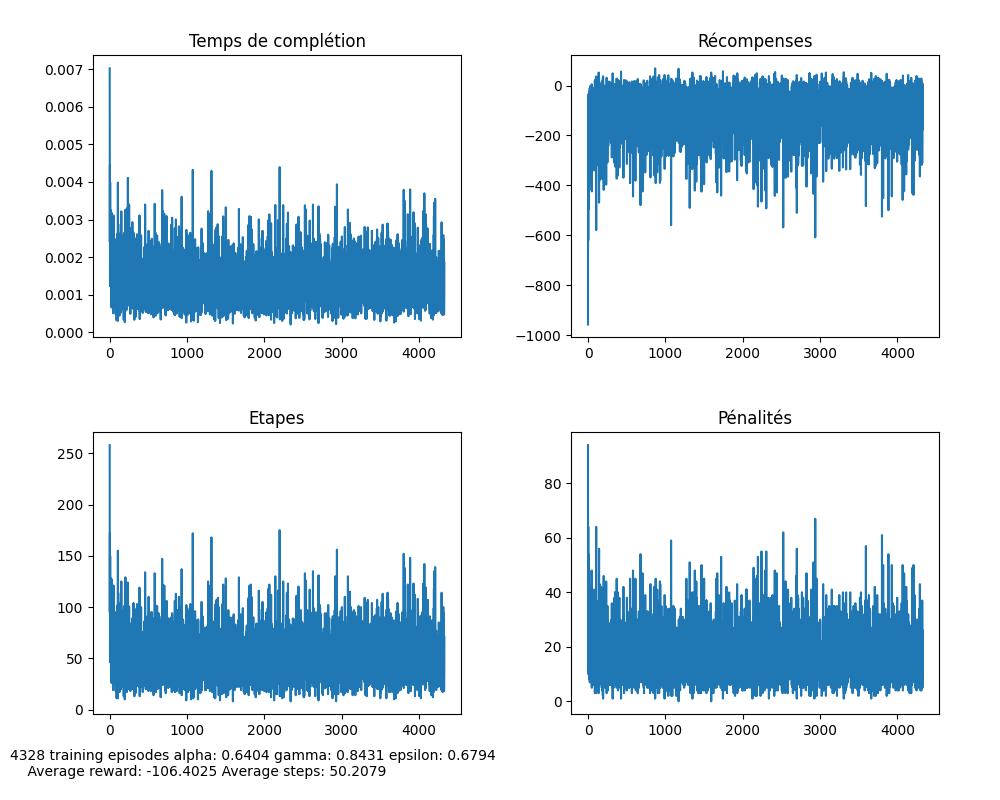 Temps de complétion
0.007
0.006
0.005
0.004
0.003
0.002
0.001
0.000
0 1000 2000 3000 4000
Récompenses
0
−200
−400
−600
−800
−1000
0 1000 2000 3000 4000
Etapes
250
200
150
100
50
0
0 1000 2000 3000 4000
Pénalités
80
60
40
20
0
0 1000 2000 3000 4000
4328 training episodes alpha: 0.6404 gamma: 0.8431 epsilon: 0.6794
Average reward: -106.4025 Average steps: 50.2079